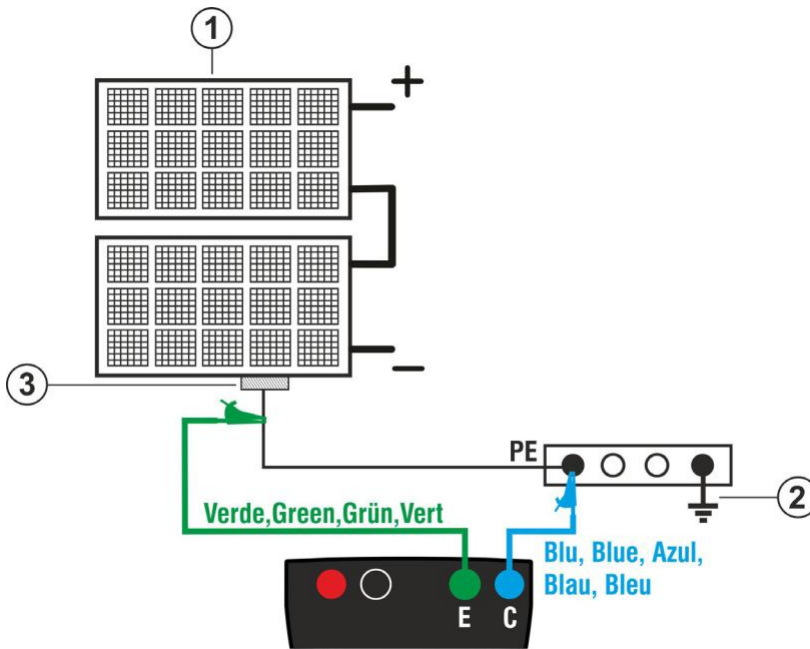 1
+
−
3
PE
2
Verde,Green,Grün,Vert
Blu, Blue, Azul,
Blau, Bleu
E C